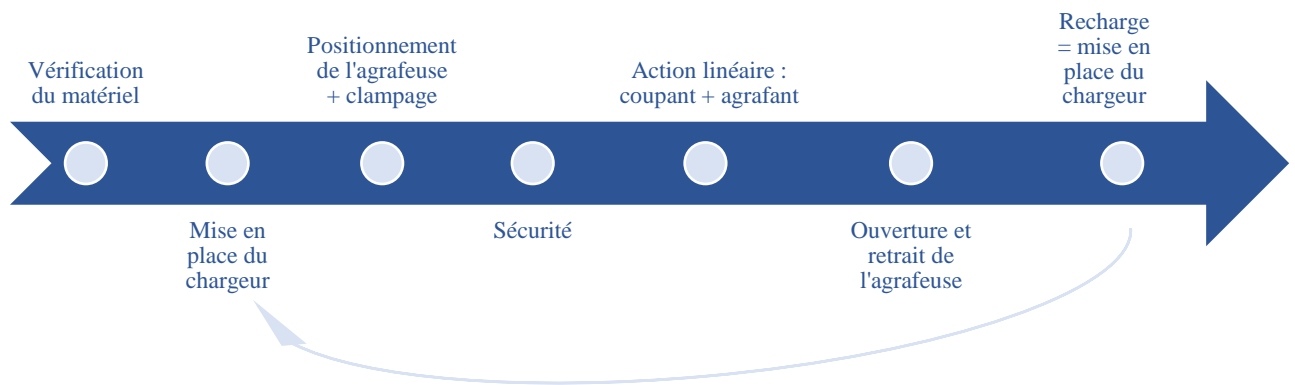 Vérification
du matériel
Mise en
place du
chargeur
Positionnement
de l'agrafeuse
+ clampage
Sécurité
Action linéaire :
coupant + agrafant
Ouverture et
retrait de
l'agrafeuse
Recharge
= mise en
place du
chargeur